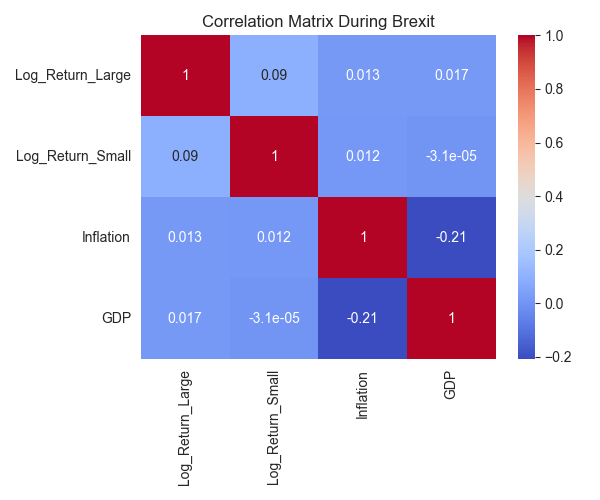 Correlation Matrix During Brexit
Log_Return_Large 1 0.09 0.013 0.017
Log_Return_Small 0.09 1 0.012 -3.1e-05
Inflation 0.013 0.012 1 -0.21
GDP 0.017 -3.1e-05 -0.21 1
Log_Return_Large
Log_Return_Small
Inflation
GDP
1.0
0.8
0.6
0.4
0.2
0.0
−0.2